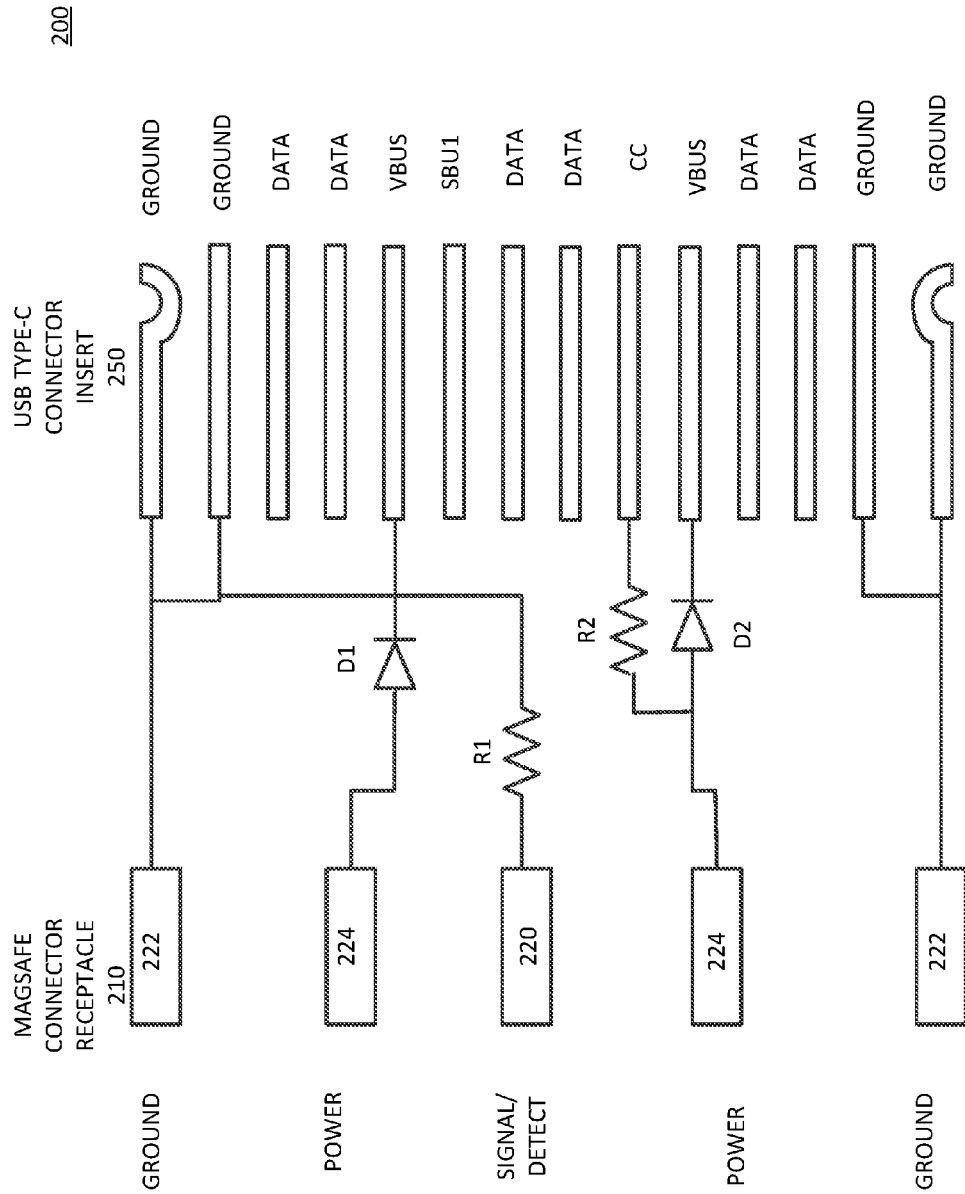 200
MAGSAFE
CONNECTOR
RECEPTACLE
210
USB TYPE-C
CONNECTOR
INSERT
250
GROUND
222
GROUND
GROUND
DATA
DATA
POWER
224
D1
VBUS
SBU1
SIGNAL/
DETECT
220
R1
DATA
DATA
R2
CC
POWER
224
D2
VBUS
DATA
DATA
GROUND
GROUND
222
GROUND